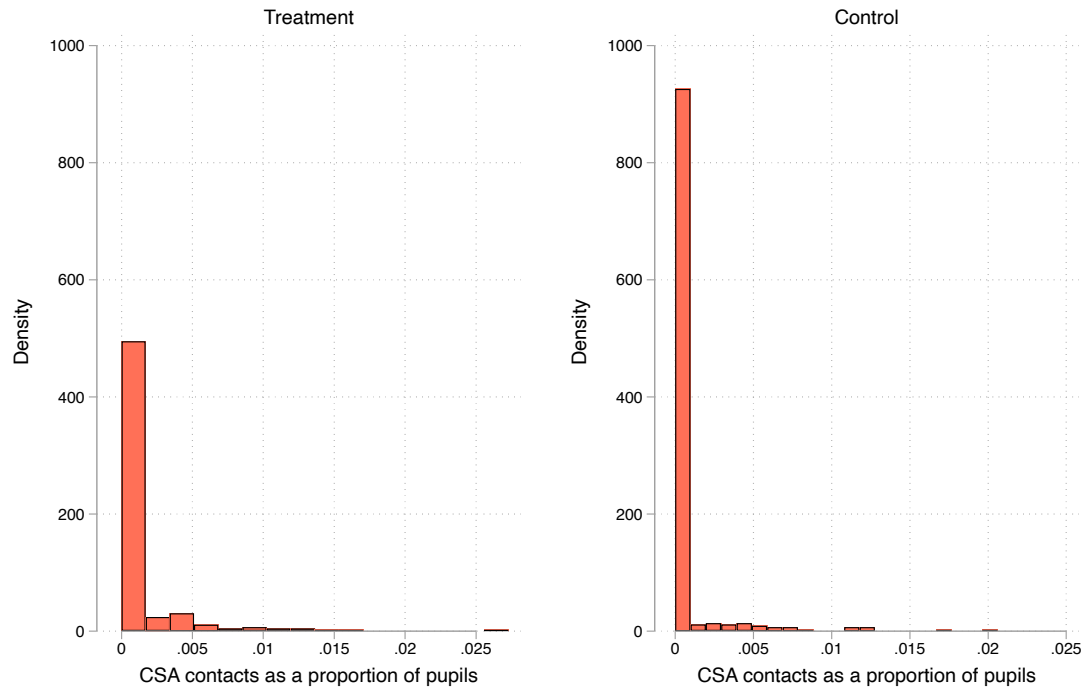 Treatment
Control
1000
800
600
400
200
0
Density
0 .005 .01 .015 .02 .025
CSA contacts as a proportion of pupils
1000
800
600
400
200
0
Density
0 .005 .01 .015 .02 .025
CSA contacts as a proportion of pupils